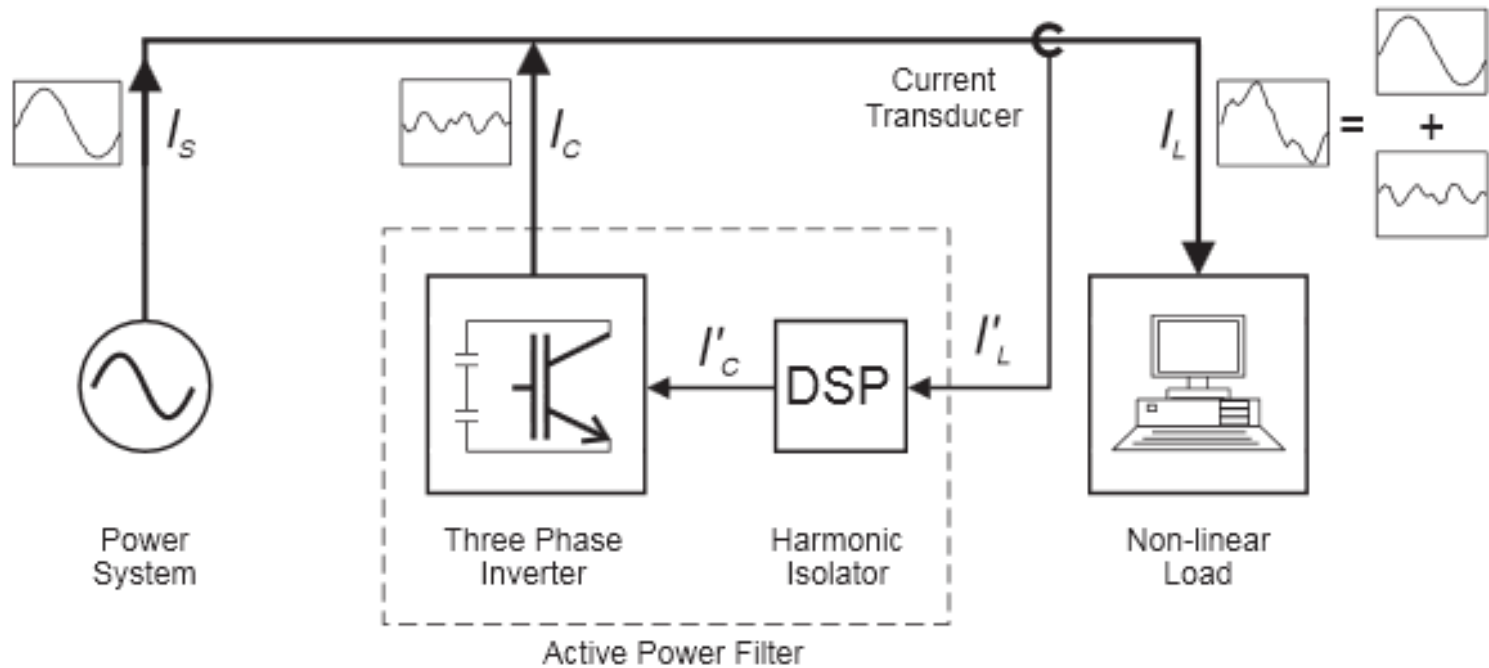 I_S
I_C
Current
Transducer
I_L
=
+
I'_C
DSP
I'_L
Power
System
Three Phase
Inverter
Harmonic
Isolator
Non-linear
Load
Active Power Filter